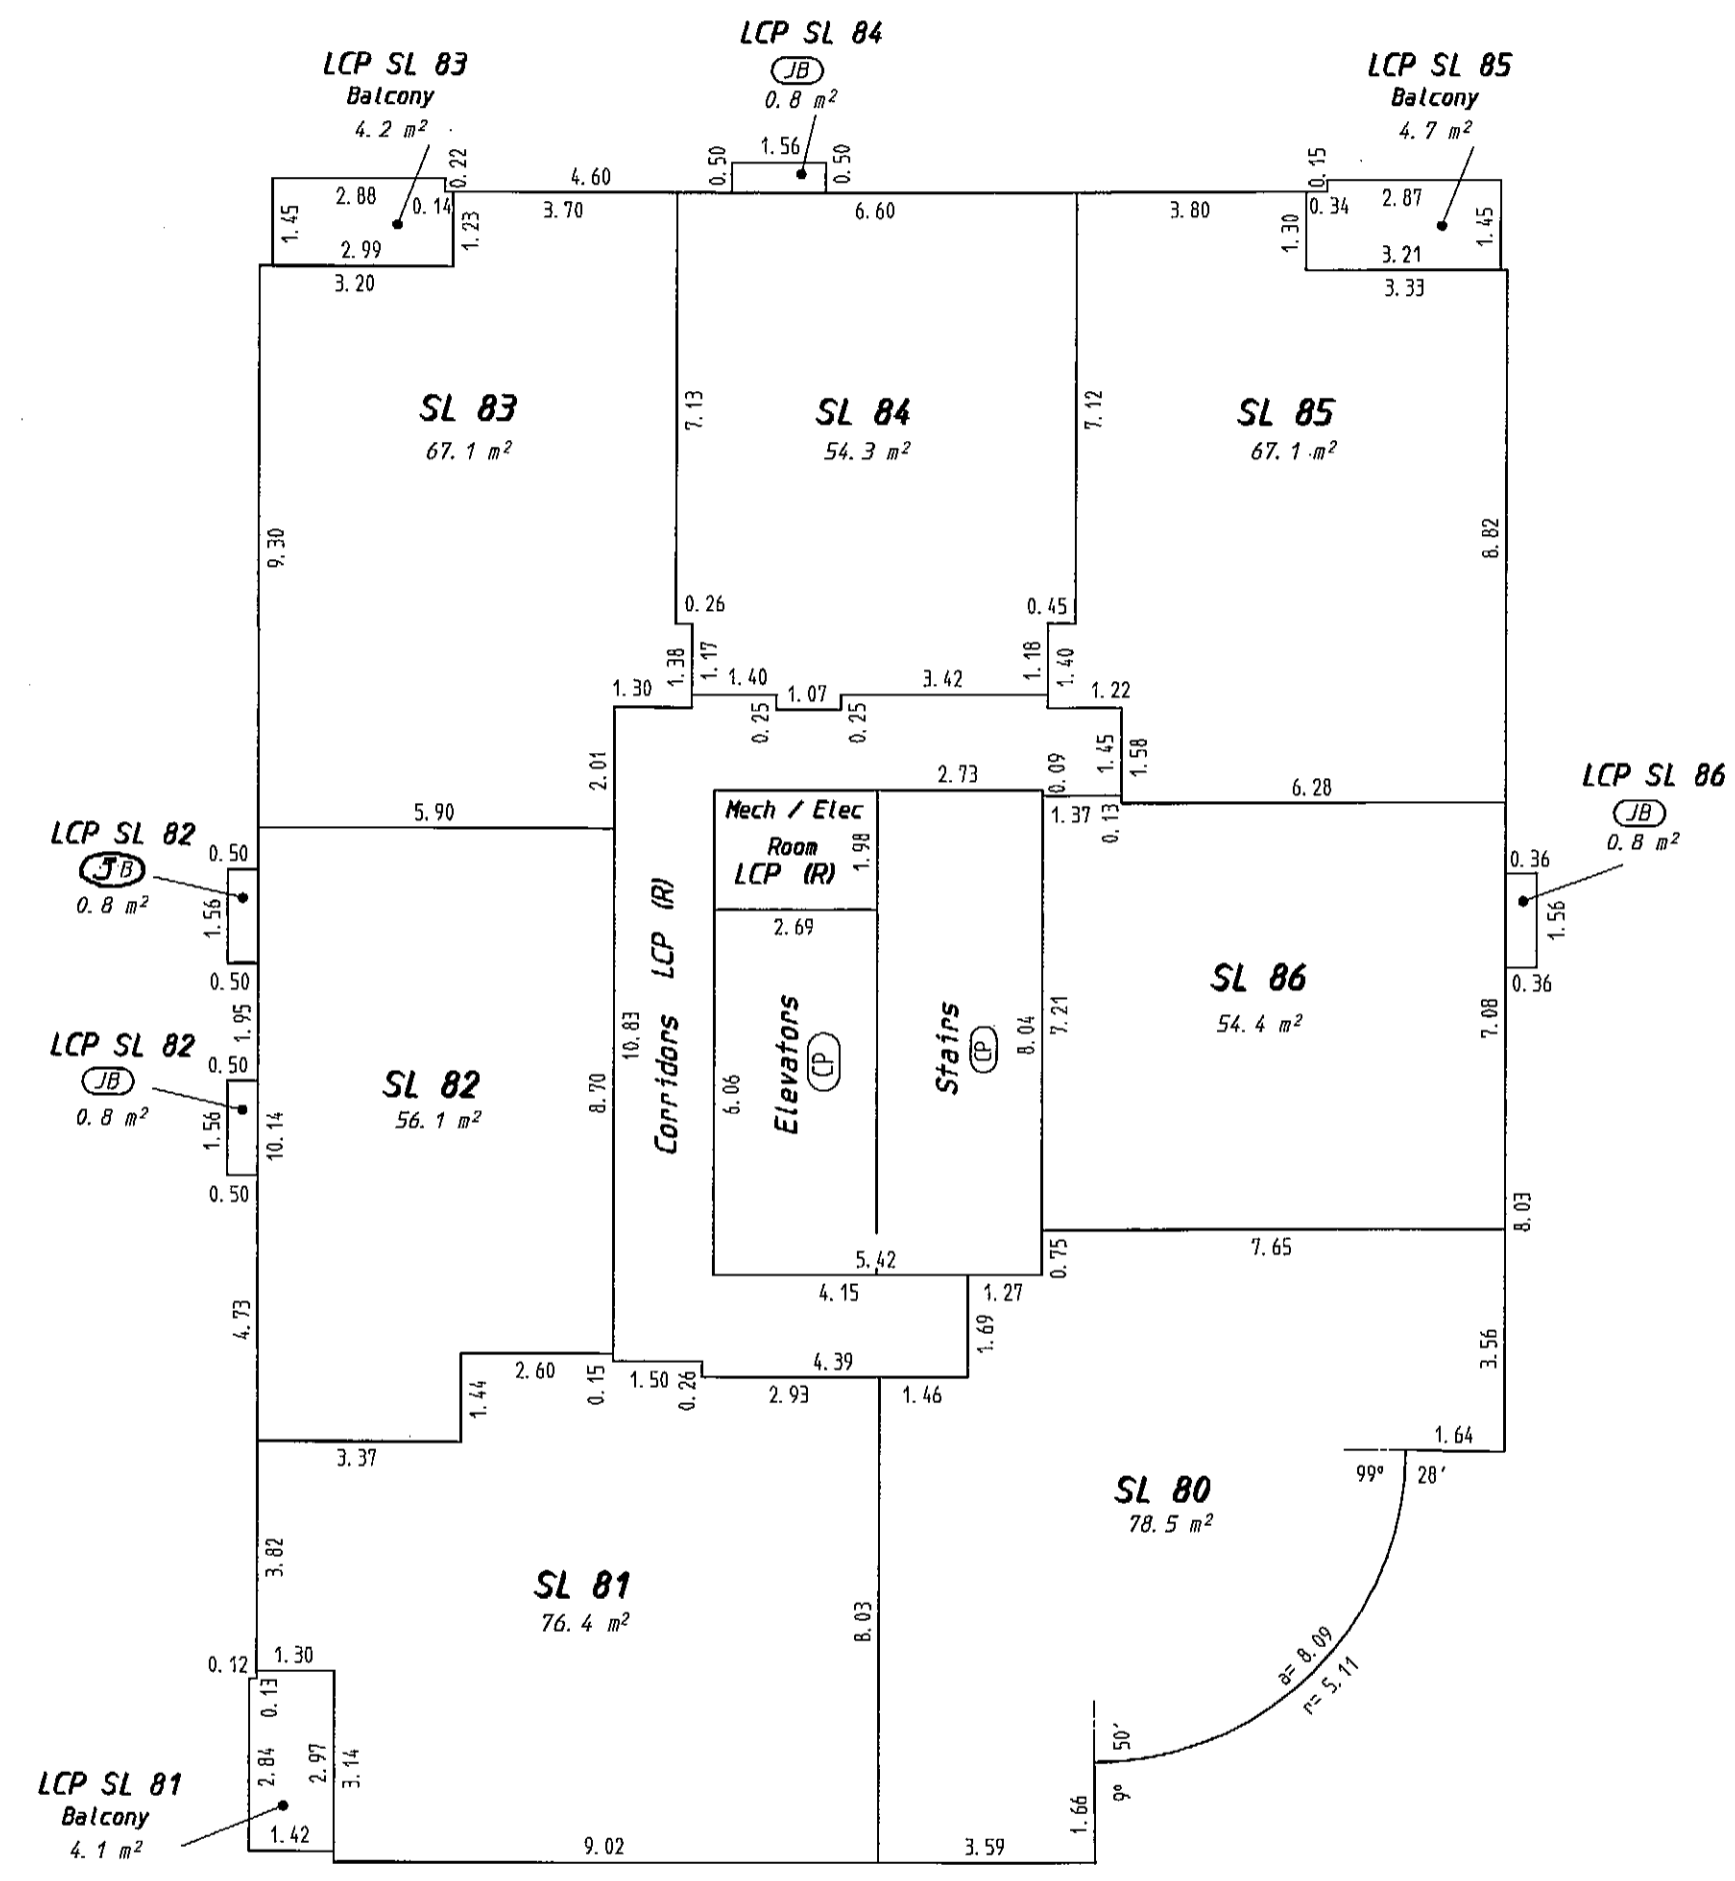 LCP SL 84
JB
0.8 m²
LCP SL 83
Balcony
4.2 m²
LCP SL 85
Balcony
4.7 m²
0.22
4.60
0.50
1.56
0.50
0.15
2.88
0.14
3.70
6.60
3.80
0.34
2.87
1.45
1.23
1.30
1.45
2.99
3.21
3.20
3.33
SL 83
67.1 m²
SL 84
54.3 m²
SL 85
67.1 m²
7.13
7.12
9.30
8.82
0.26
0.45
1.38
1.17
1.18
1.40
1.30
1.40
1.07
3.42
1.22
0.25
0.25
2.01
2.73
0.09
1.45
1.58
6.28
5.90
Mech / Elec
Room
LCP (R)
1.98
1.37
0.13
LCP SL 86
JB
0.8 m²
0.36
1.56
0.36
LCP SL 82
JB
0.8 m²
0.50
1.56
0.50
1.95
2.69
Corridors LCP (R)
10.83
8.70
6.06
Elevators
CP
Stairs
CP
8.04
7.21
SL 86
54.4 m²
7.08
LCP SL 82
JB
0.8 m²
0.50
1.56
10.14
0.50
SL 82
56.1 m²
8.03
7.65
5.42
0.75
4.15
1.27
4.73
1.69
3.56
2.60
0.15
1.50
0.26
4.39
2.93
1.46
1.44
3.37
1.64
99° 28'
SL 80
78.5 m²
3.82
SL 81
76.4 m²
8.03
a= 8.09
r= 5.11
0.12
1.30
0.13
2.84
2.97
3.14
50'
9°
1.66
LCP SL 81
Balcony
4.1 m²
1.42
9.02
3.59